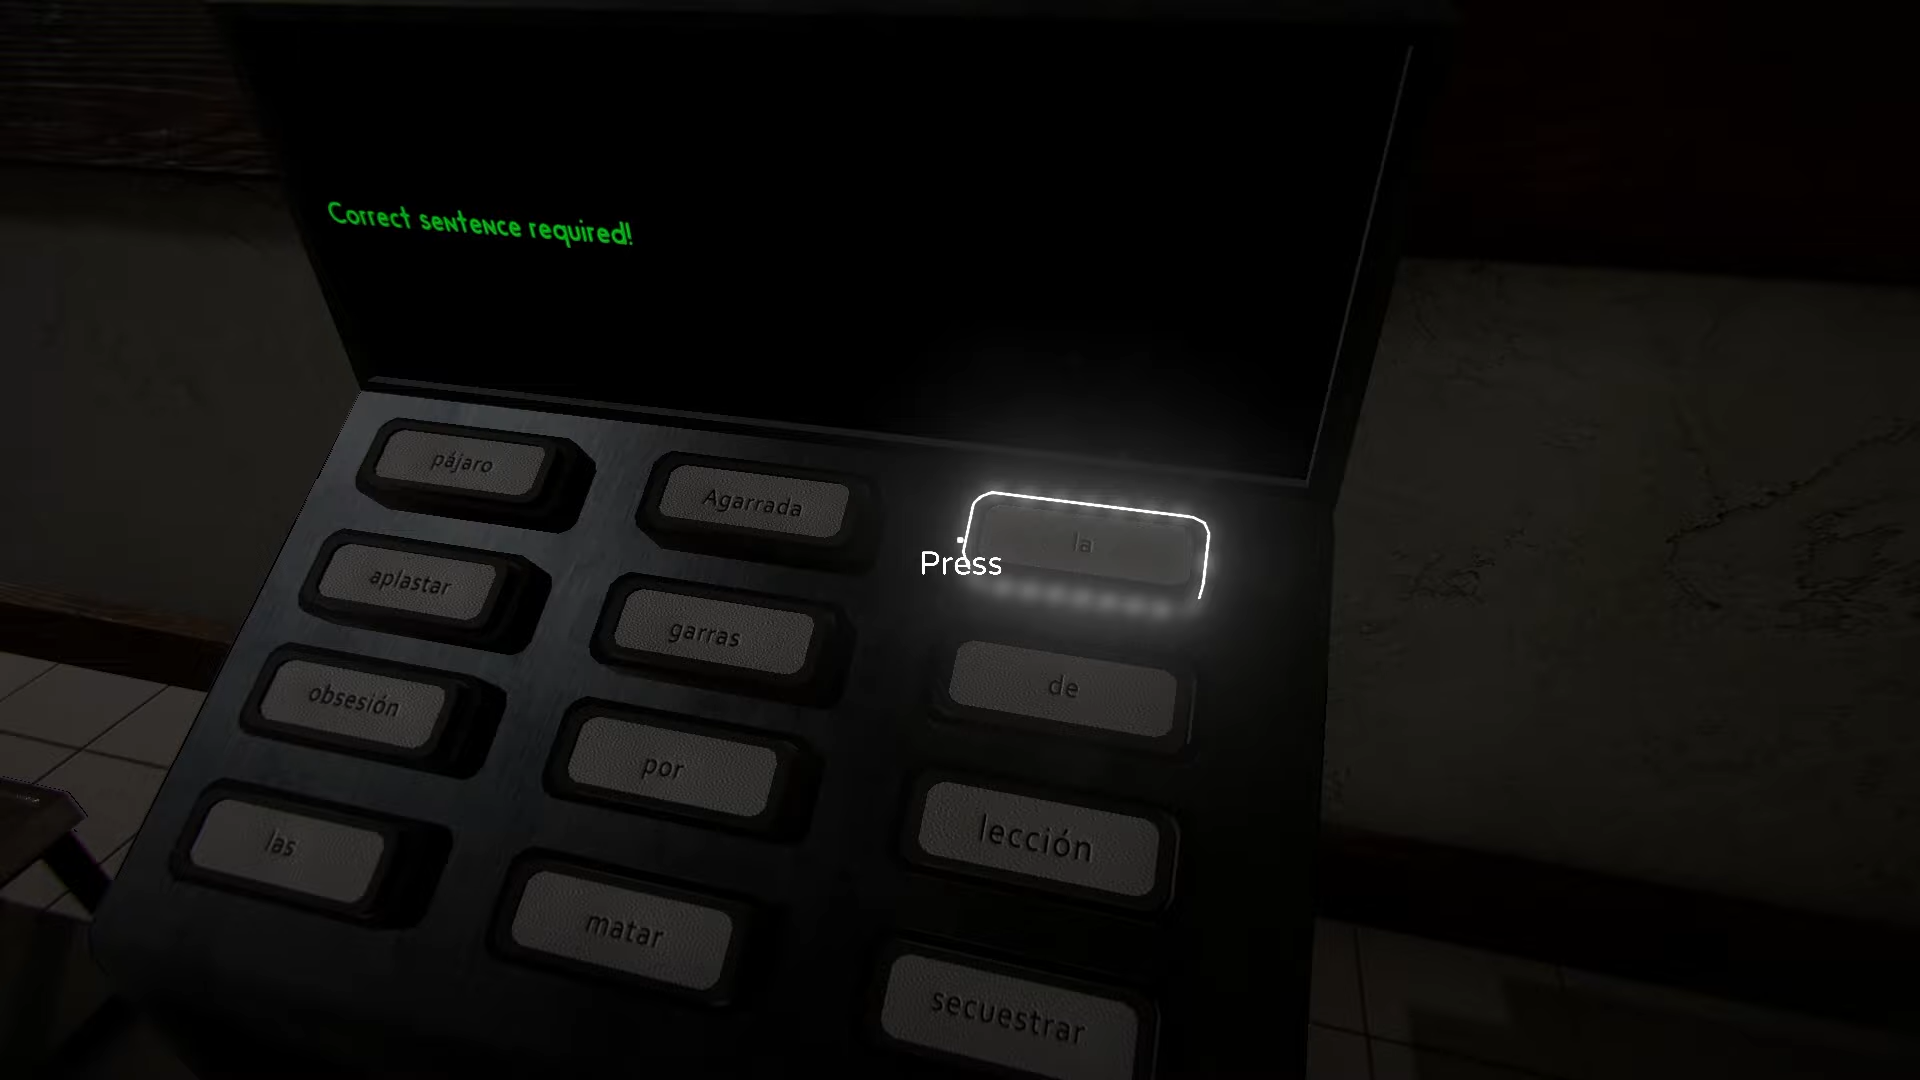 Correct sentence required!
pájaro
Agarrada
la
Press
aplastar
garras
de
obsesión
por
lección
las
matar
secuestrar